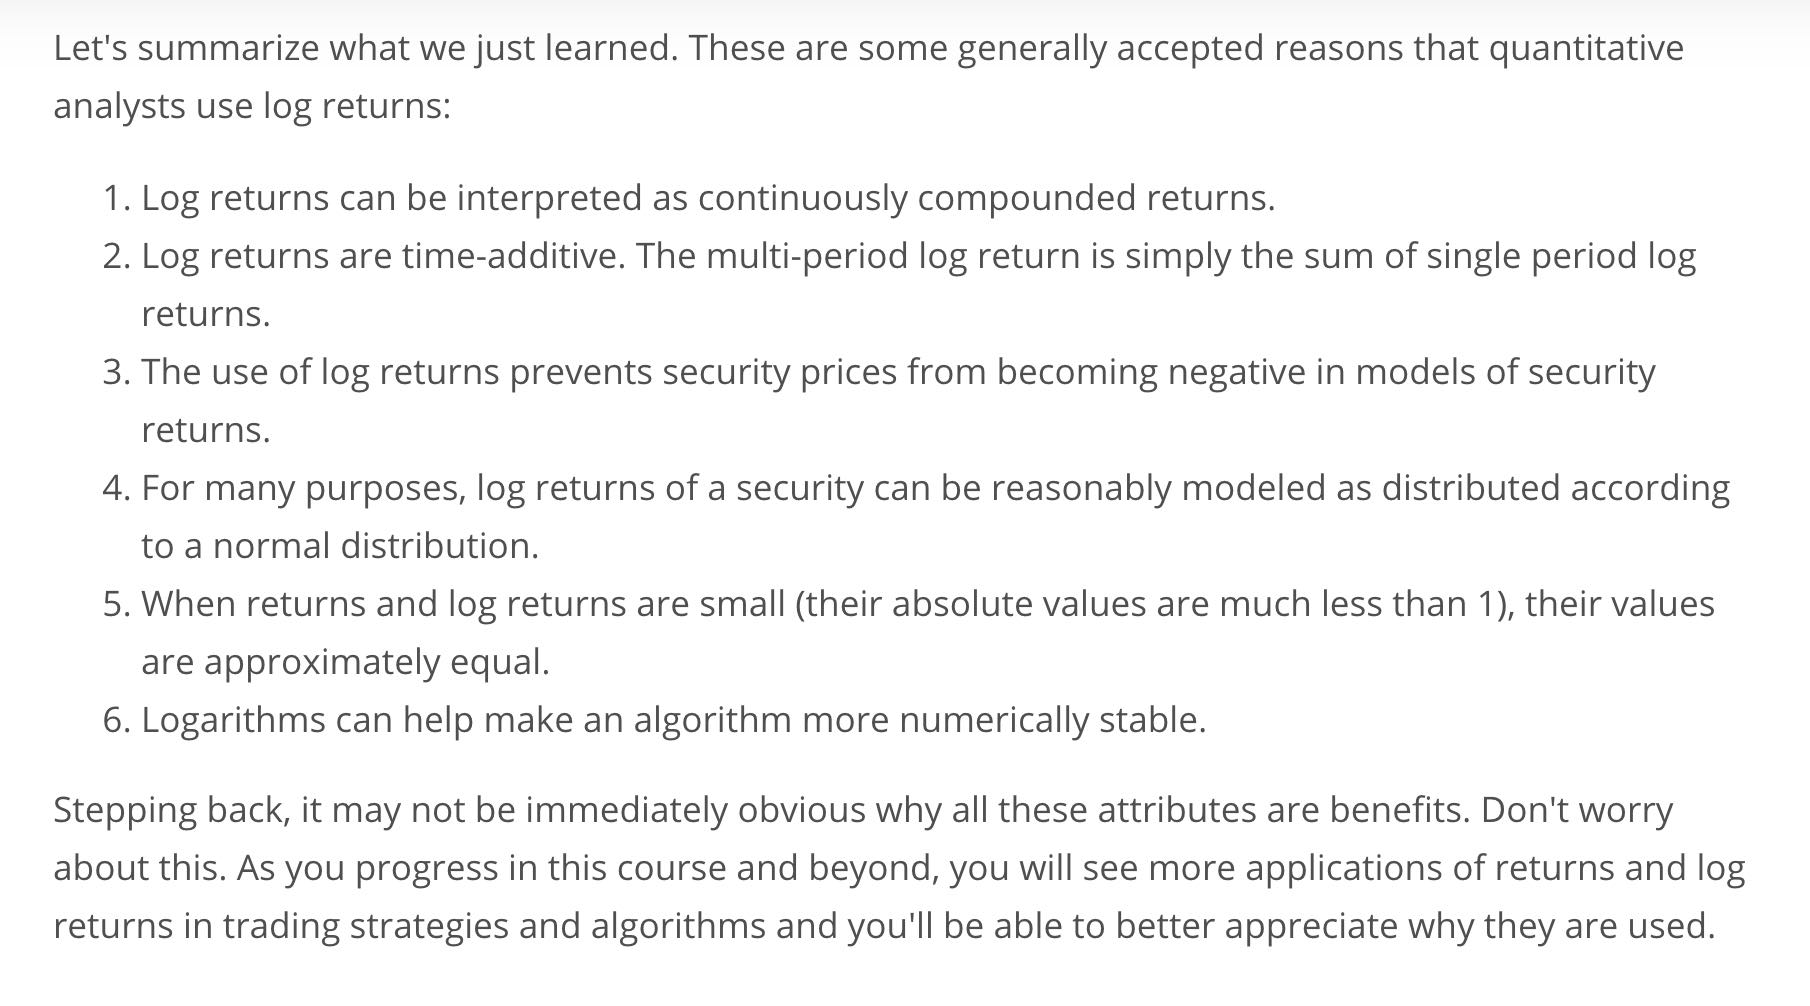 Let's summarize what we just learned. These are some generally accepted reasons that quantitative
analysts use log returns:
1. Log returns can be interpreted as continuously compounded returns.
2. Log returns are time-additive. The multi-period log return is simply the sum of single period log
returns.
3. The use of log returns prevents security prices from becoming negative in models of security
returns.
4. For many purposes, log returns of a security can be reasonably modeled as distributed according
to a normal distribution.
5. When returns and log returns are small (their absolute values are much less than 1), their values
are approximately equal.
6. Logarithms can help make an algorithm more numerically stable.
Stepping back, it may not be immediately obvious why all these attributes are benefits. Don't worry
about this. As you progress in this course and beyond, you will see more applications of returns and log
returns in trading strategies and algorithms and you'll be able to better appreciate why they are used.